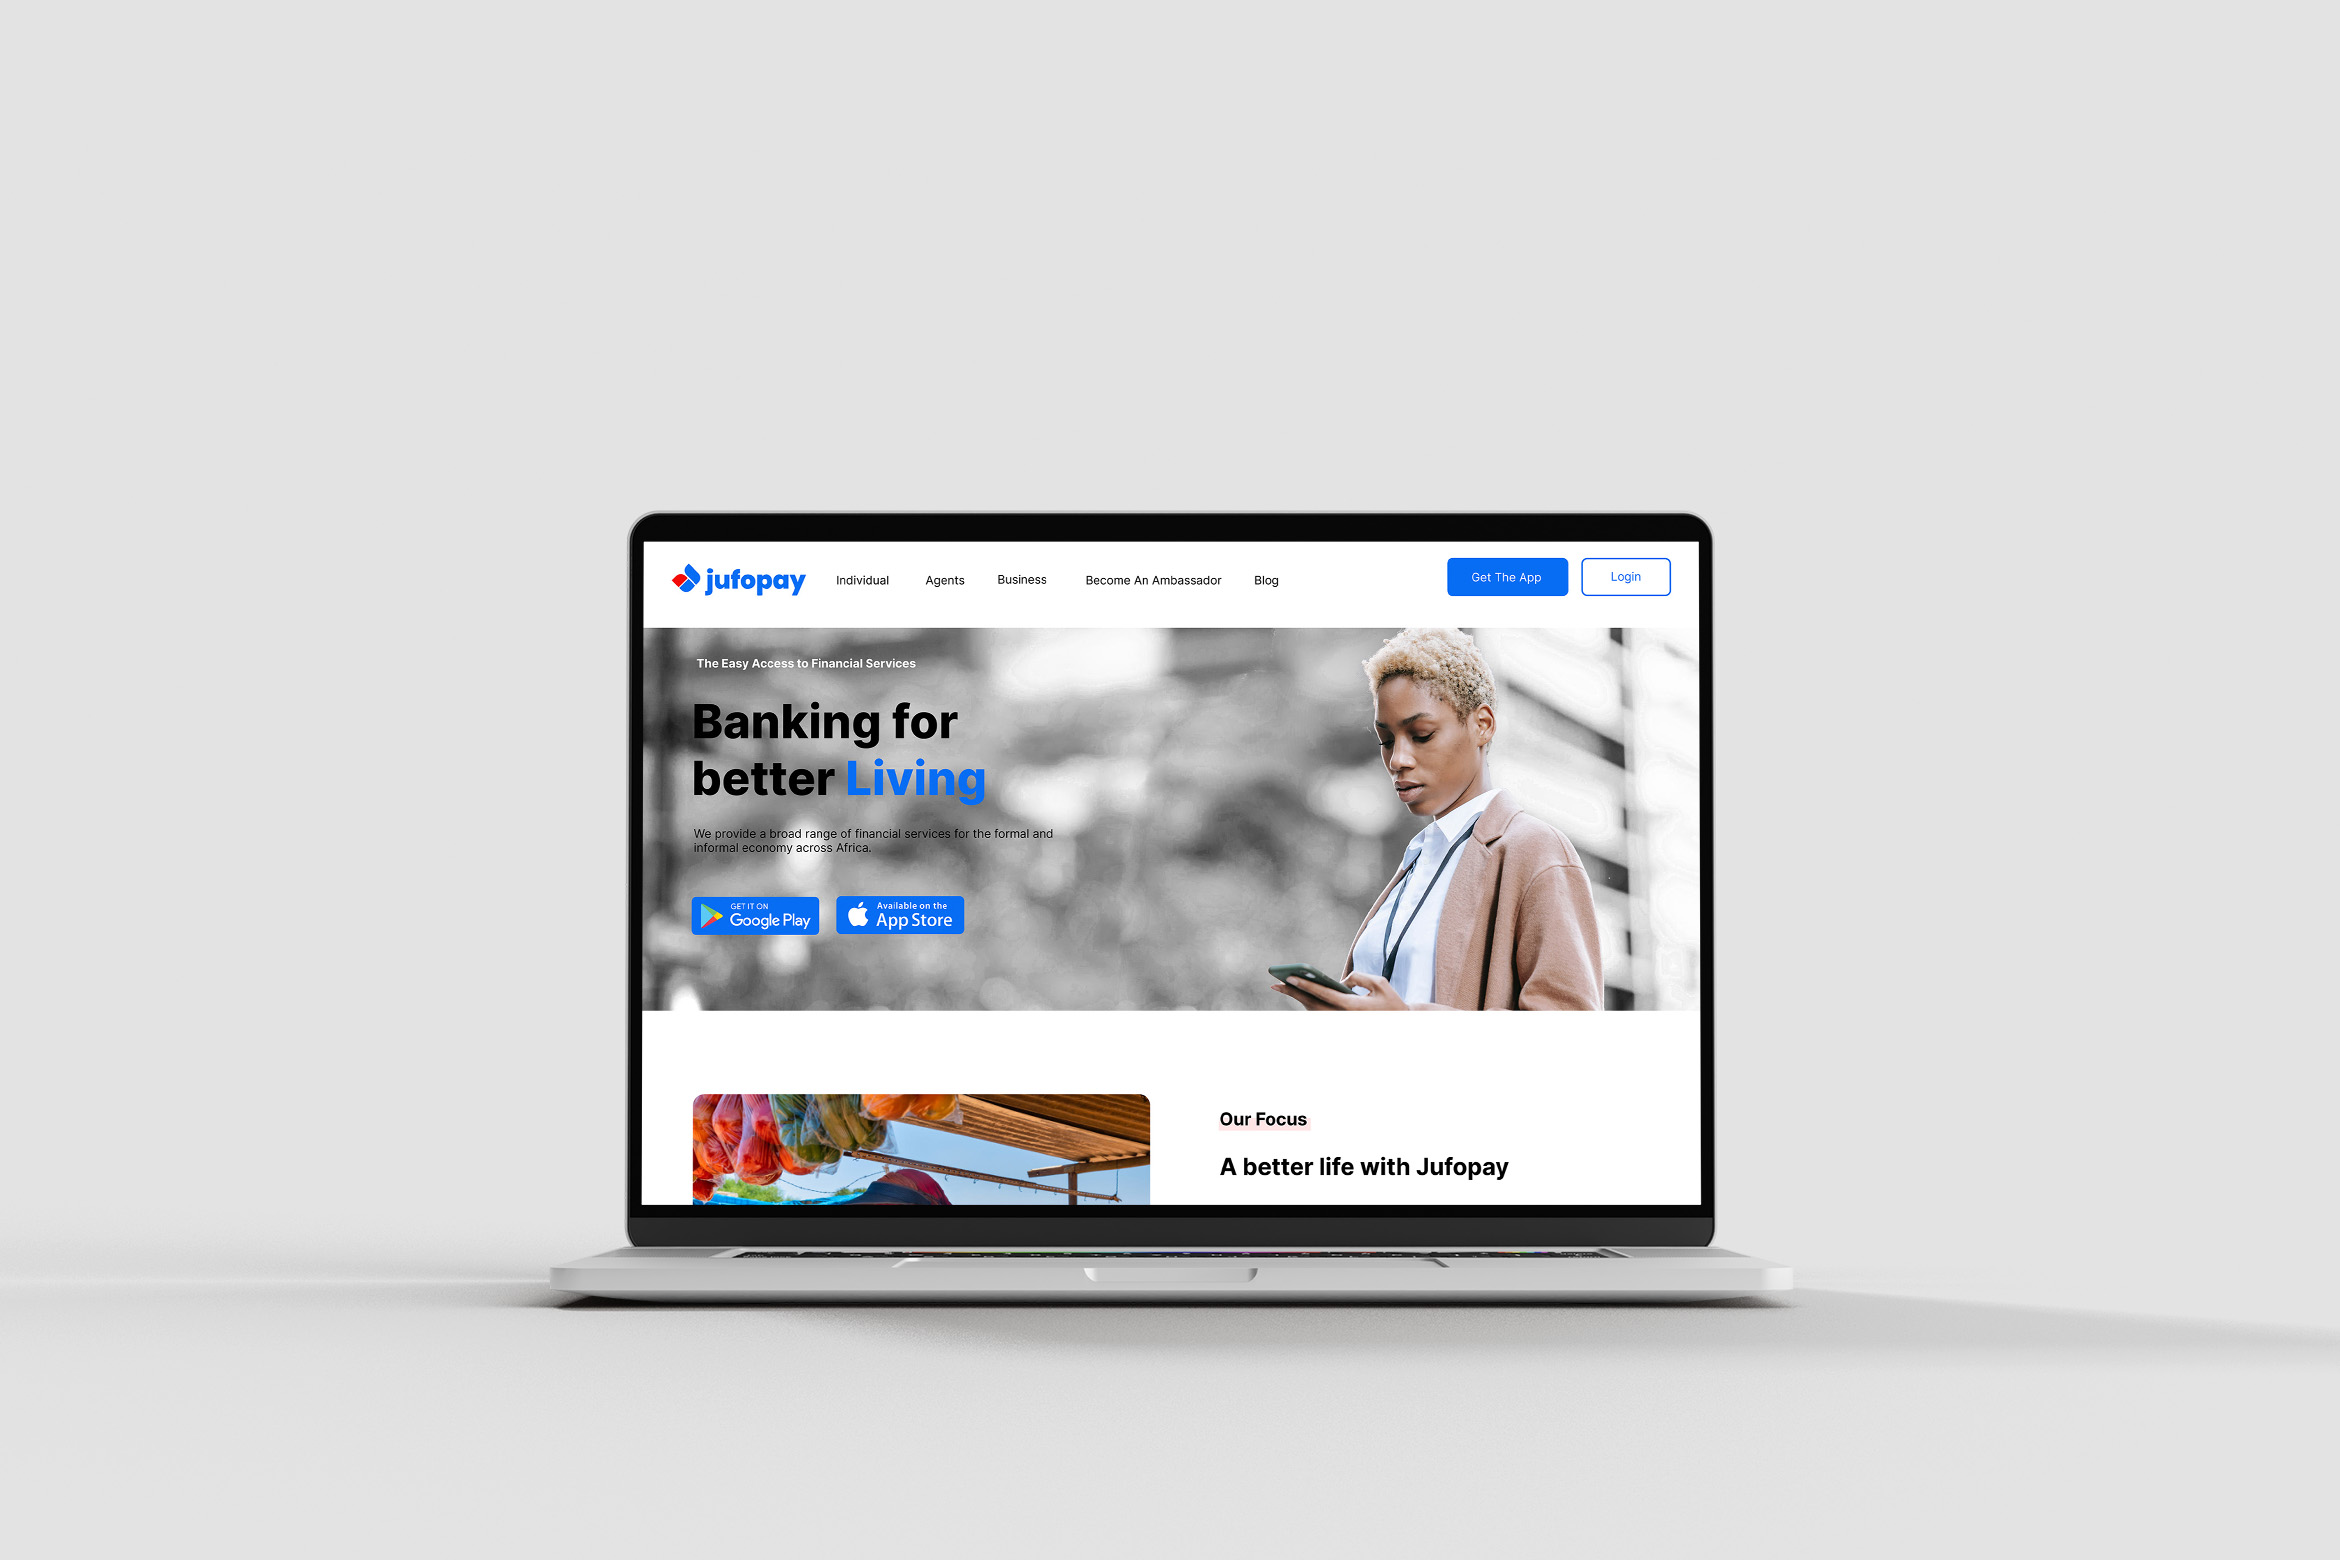 jufopay
Individual
Agents
Business
Become An Ambassador
Blog
Get The App
Login
The Easy Access to Financial Services
Banking for
better Living
We provide a broad range of financial services for the formal and
informal economy across Africa.
GET IT ON
Google Play
Available on the
App Store
Our Focus
A better life with Jufopay